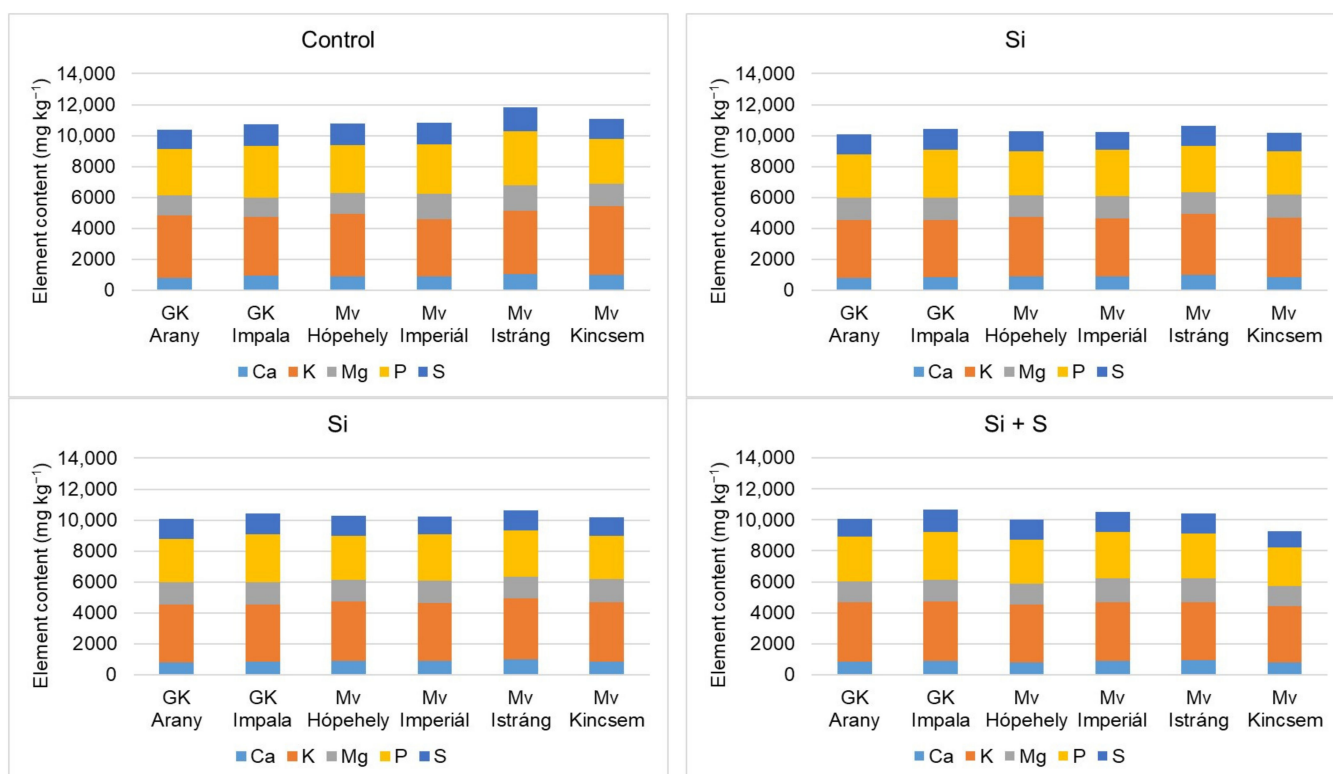 Control
Element content (mg kg⁻¹)
14,000
12,000
10,000
8000
6000
4000
2000
0
GK Arany
GK Impala
Mv Hópehely
Mv Imperiál
Mv Istráng
Mv Kincsem
Ca K Mg P S
Si
Element content (mg kg⁻¹)
14,000
12,000
10,000
8000
6000
4000
2000
0
GK Arany
GK Impala
Mv Hópehely
Mv Imperiál
Mv Istráng
Mv Kincsem
Ca K Mg P S
Si
Element content (mg kg⁻¹)
14,000
12,000
10,000
8000
6000
4000
2000
0
GK Arany
GK Impala
Mv Hópehely
Mv Imperiál
Mv Istráng
Mv Kincsem
Ca K Mg P S
Si + S
Element content (mg kg⁻¹)
14,000
12,000
10,000
8000
6000
4000
2000
0
GK Arany
GK Impala
Mv Hópehely
Mv Imperiál
Mv Istráng
Mv Kincsem
Ca K Mg P S